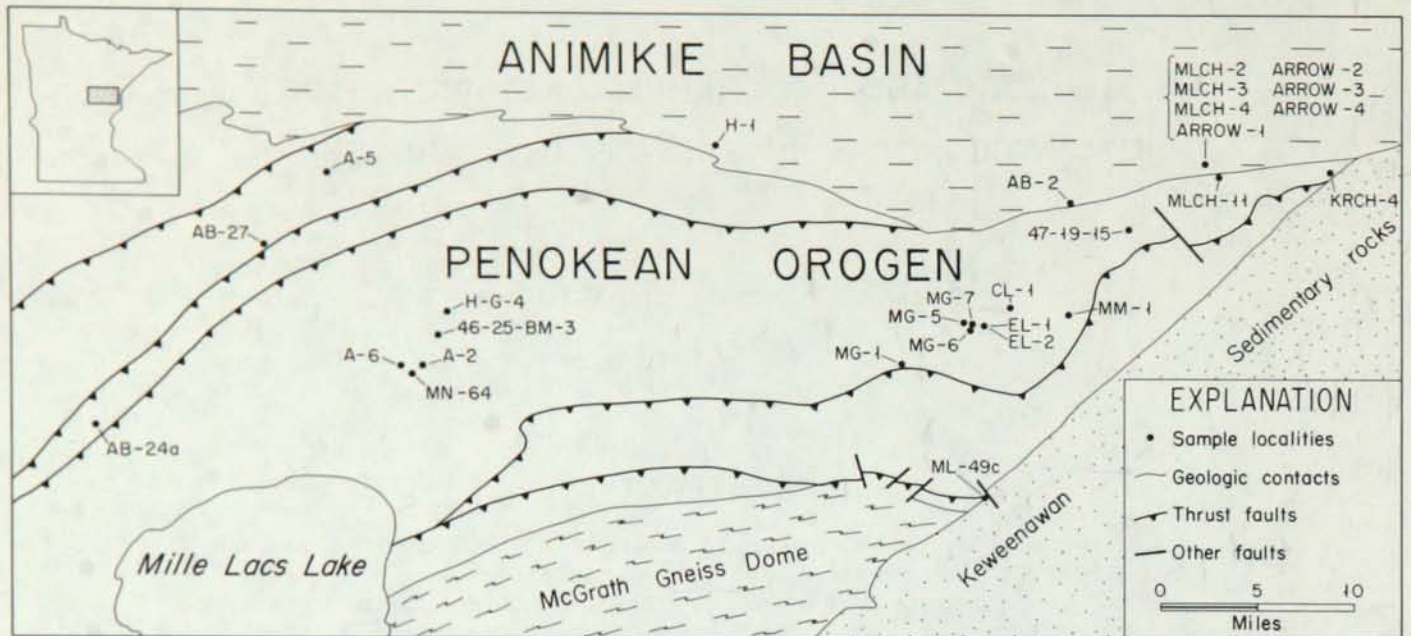 ANIMIKIE BASIN
MLCH-2 ARROW-2
MLCH-3 ARROW-3
MLCH-4 ARROW-4
ARROW-1
H-1
A-5
AB-2
MLCH-11
KRCH-4
AB-27
47-19-15
PENOKEAN OROGEN
H-G-4
46-25-BM-3
A-6
A-2
MN-64
MG-7
CL-1
MG-5
EL-1
MM-1
MG-6
EL-2
MG-1
AB-24a
ML-49c
Mille Lacs Lake
McGrath Gneiss Dome
Keweenawan Sedimentary rocks
EXPLANATION
Sample localities
Geologic contacts
Thrust faults
Other faults
0 5 10
Miles